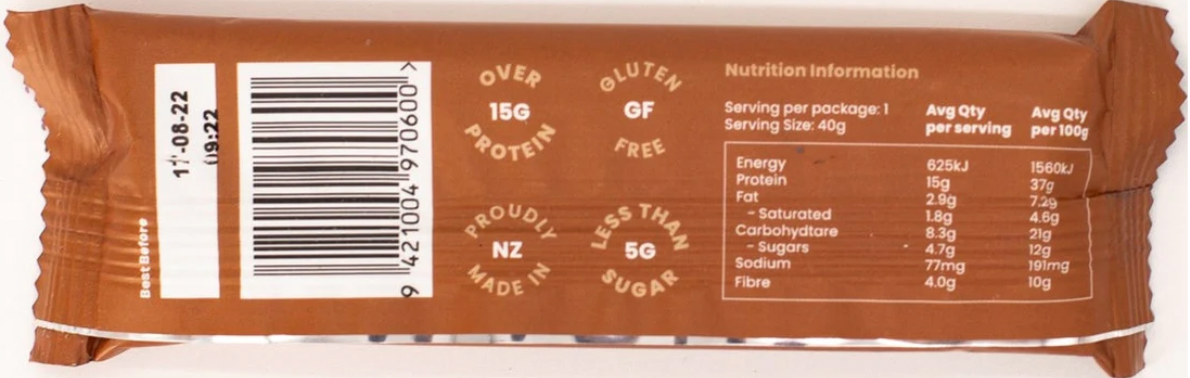 Best Before
17-08-22
09:22
9 421004 970600 >
OVER
15G
PROTEIN
GLUTEN
GF
FREE
PROUDLY
NZ
MADE IN
LESS THAN
5G
SUGAR
Nutrition Information
Serving per package: 1
Serving Size: 40g
Avg Qty per serving
Avg Qty per 100g
Energy 625kJ 1560kJ
Protein 15g 37g
Fat 2.9g 7.2g
- Saturated 1.8g 4.6g
Carbohydtare 8.3g 21g
- Sugars 4.7g 12g
Sodium 77mg 191mg
Fibre 4.0g 10g